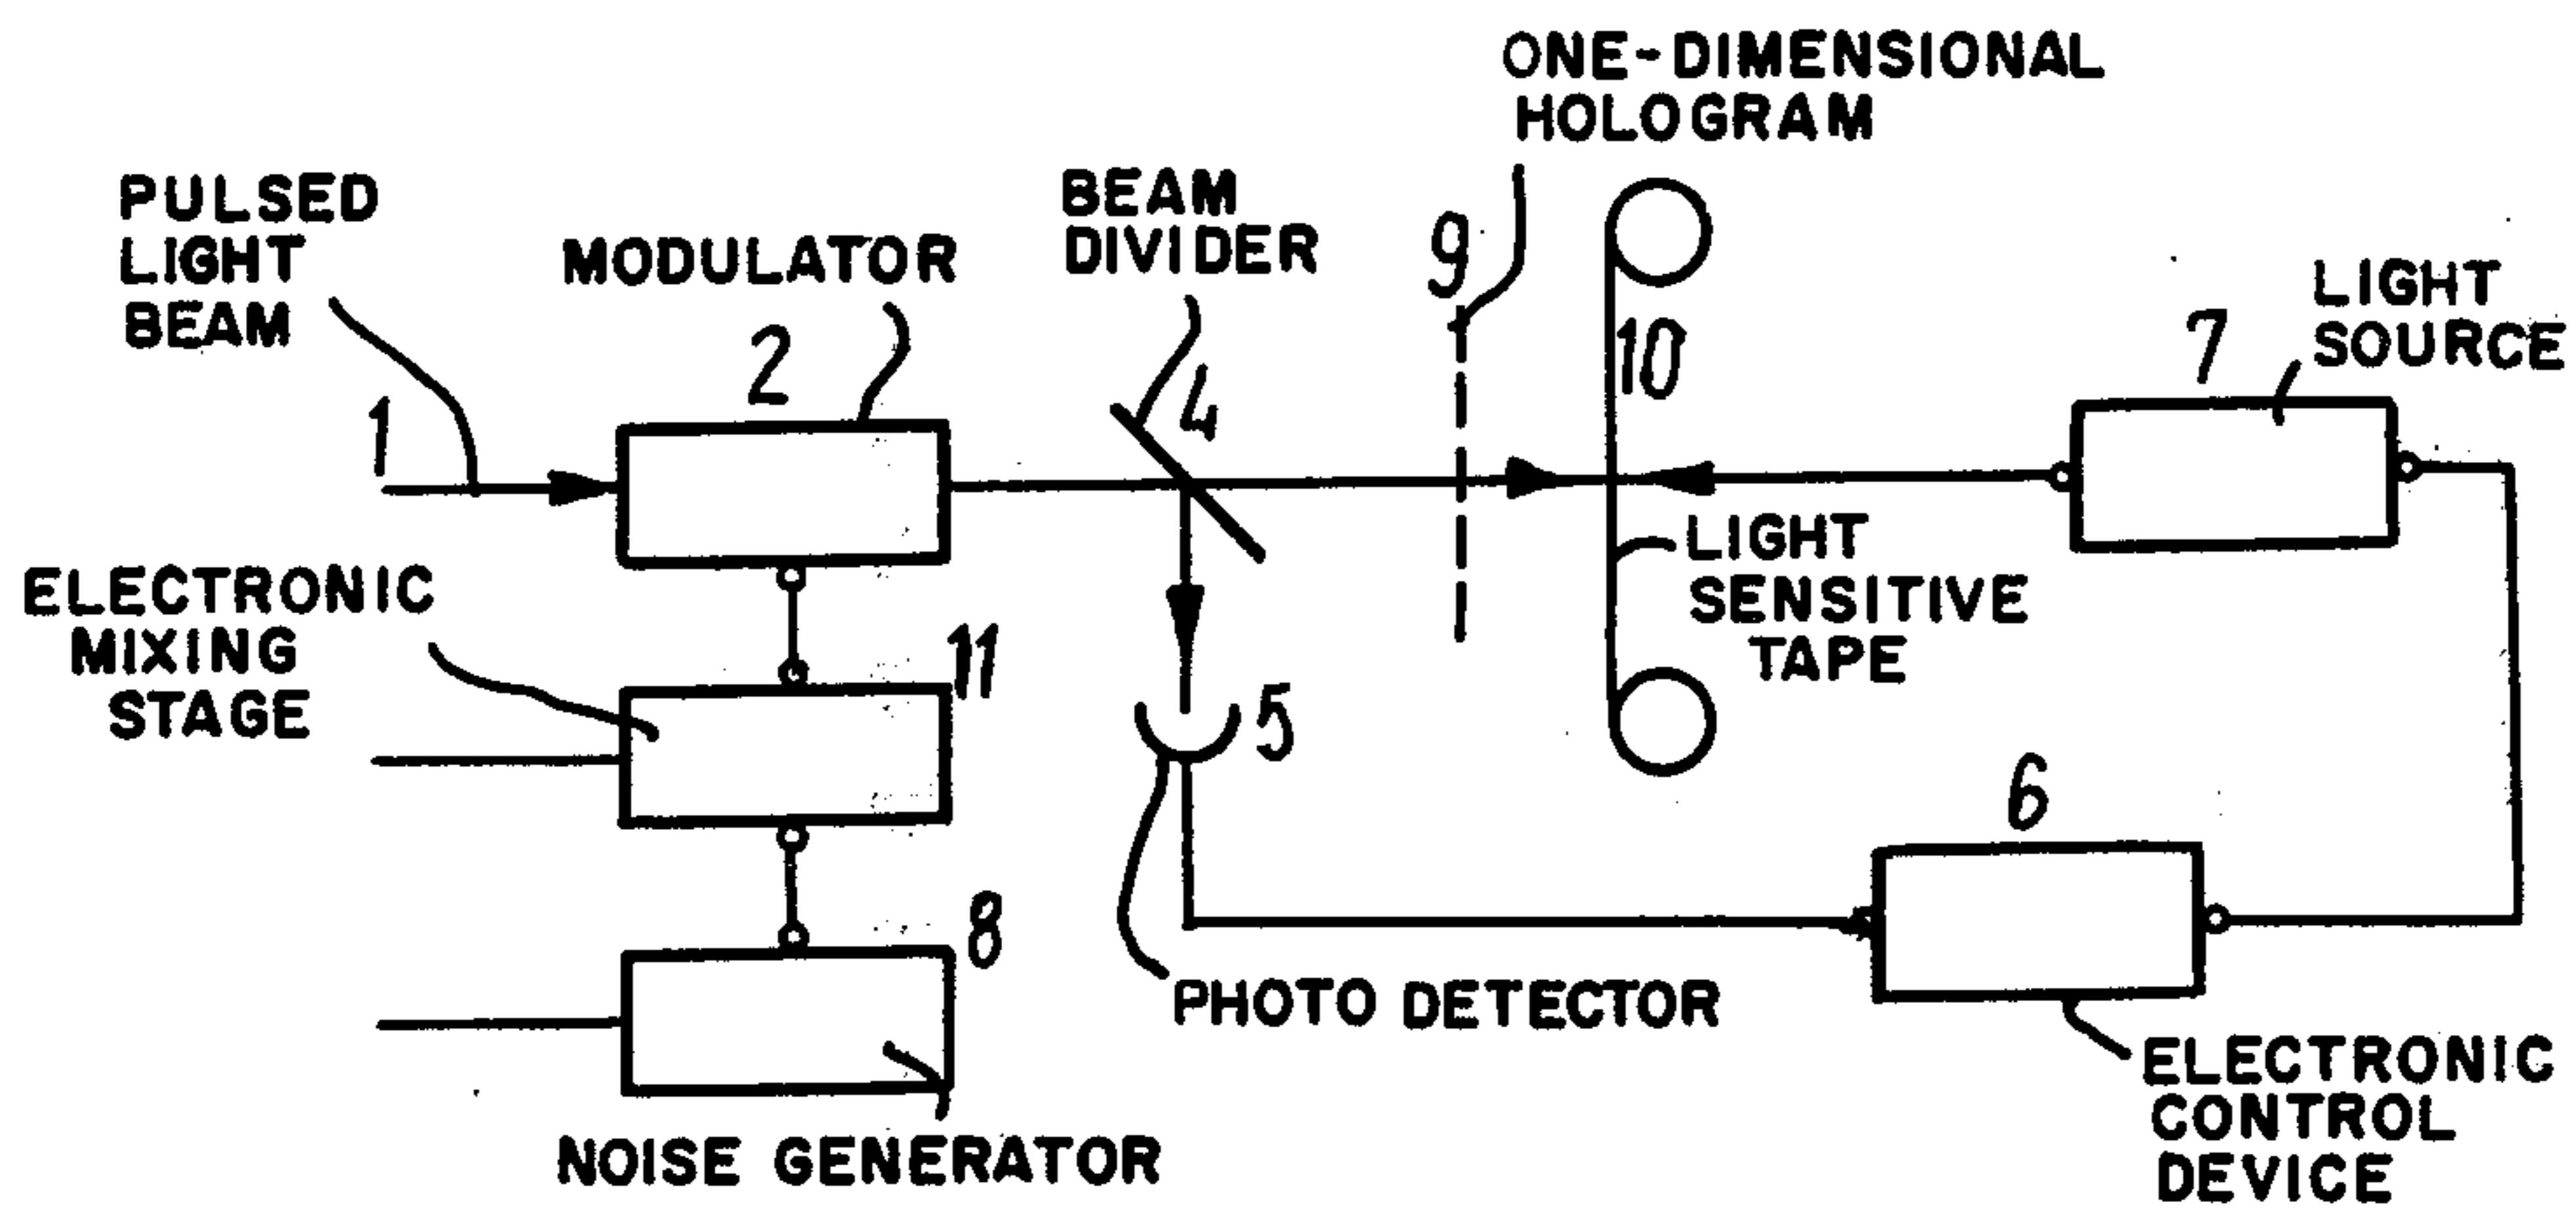 ONE-DIMENSIONAL
HOLOGRAM
PULSED
LIGHT
BEAM
MODULATOR
BEAM
DIVIDER
9
10
7
LIGHT
SOURCE
1
2
4
ELECTRONIC
MIXING
STAGE
11
LIGHT
SENSITIVE
TAPE
5
6
8
PHOTO DETECTOR
NOISE GENERATOR
ELECTRONIC
CONTROL
DEVICE